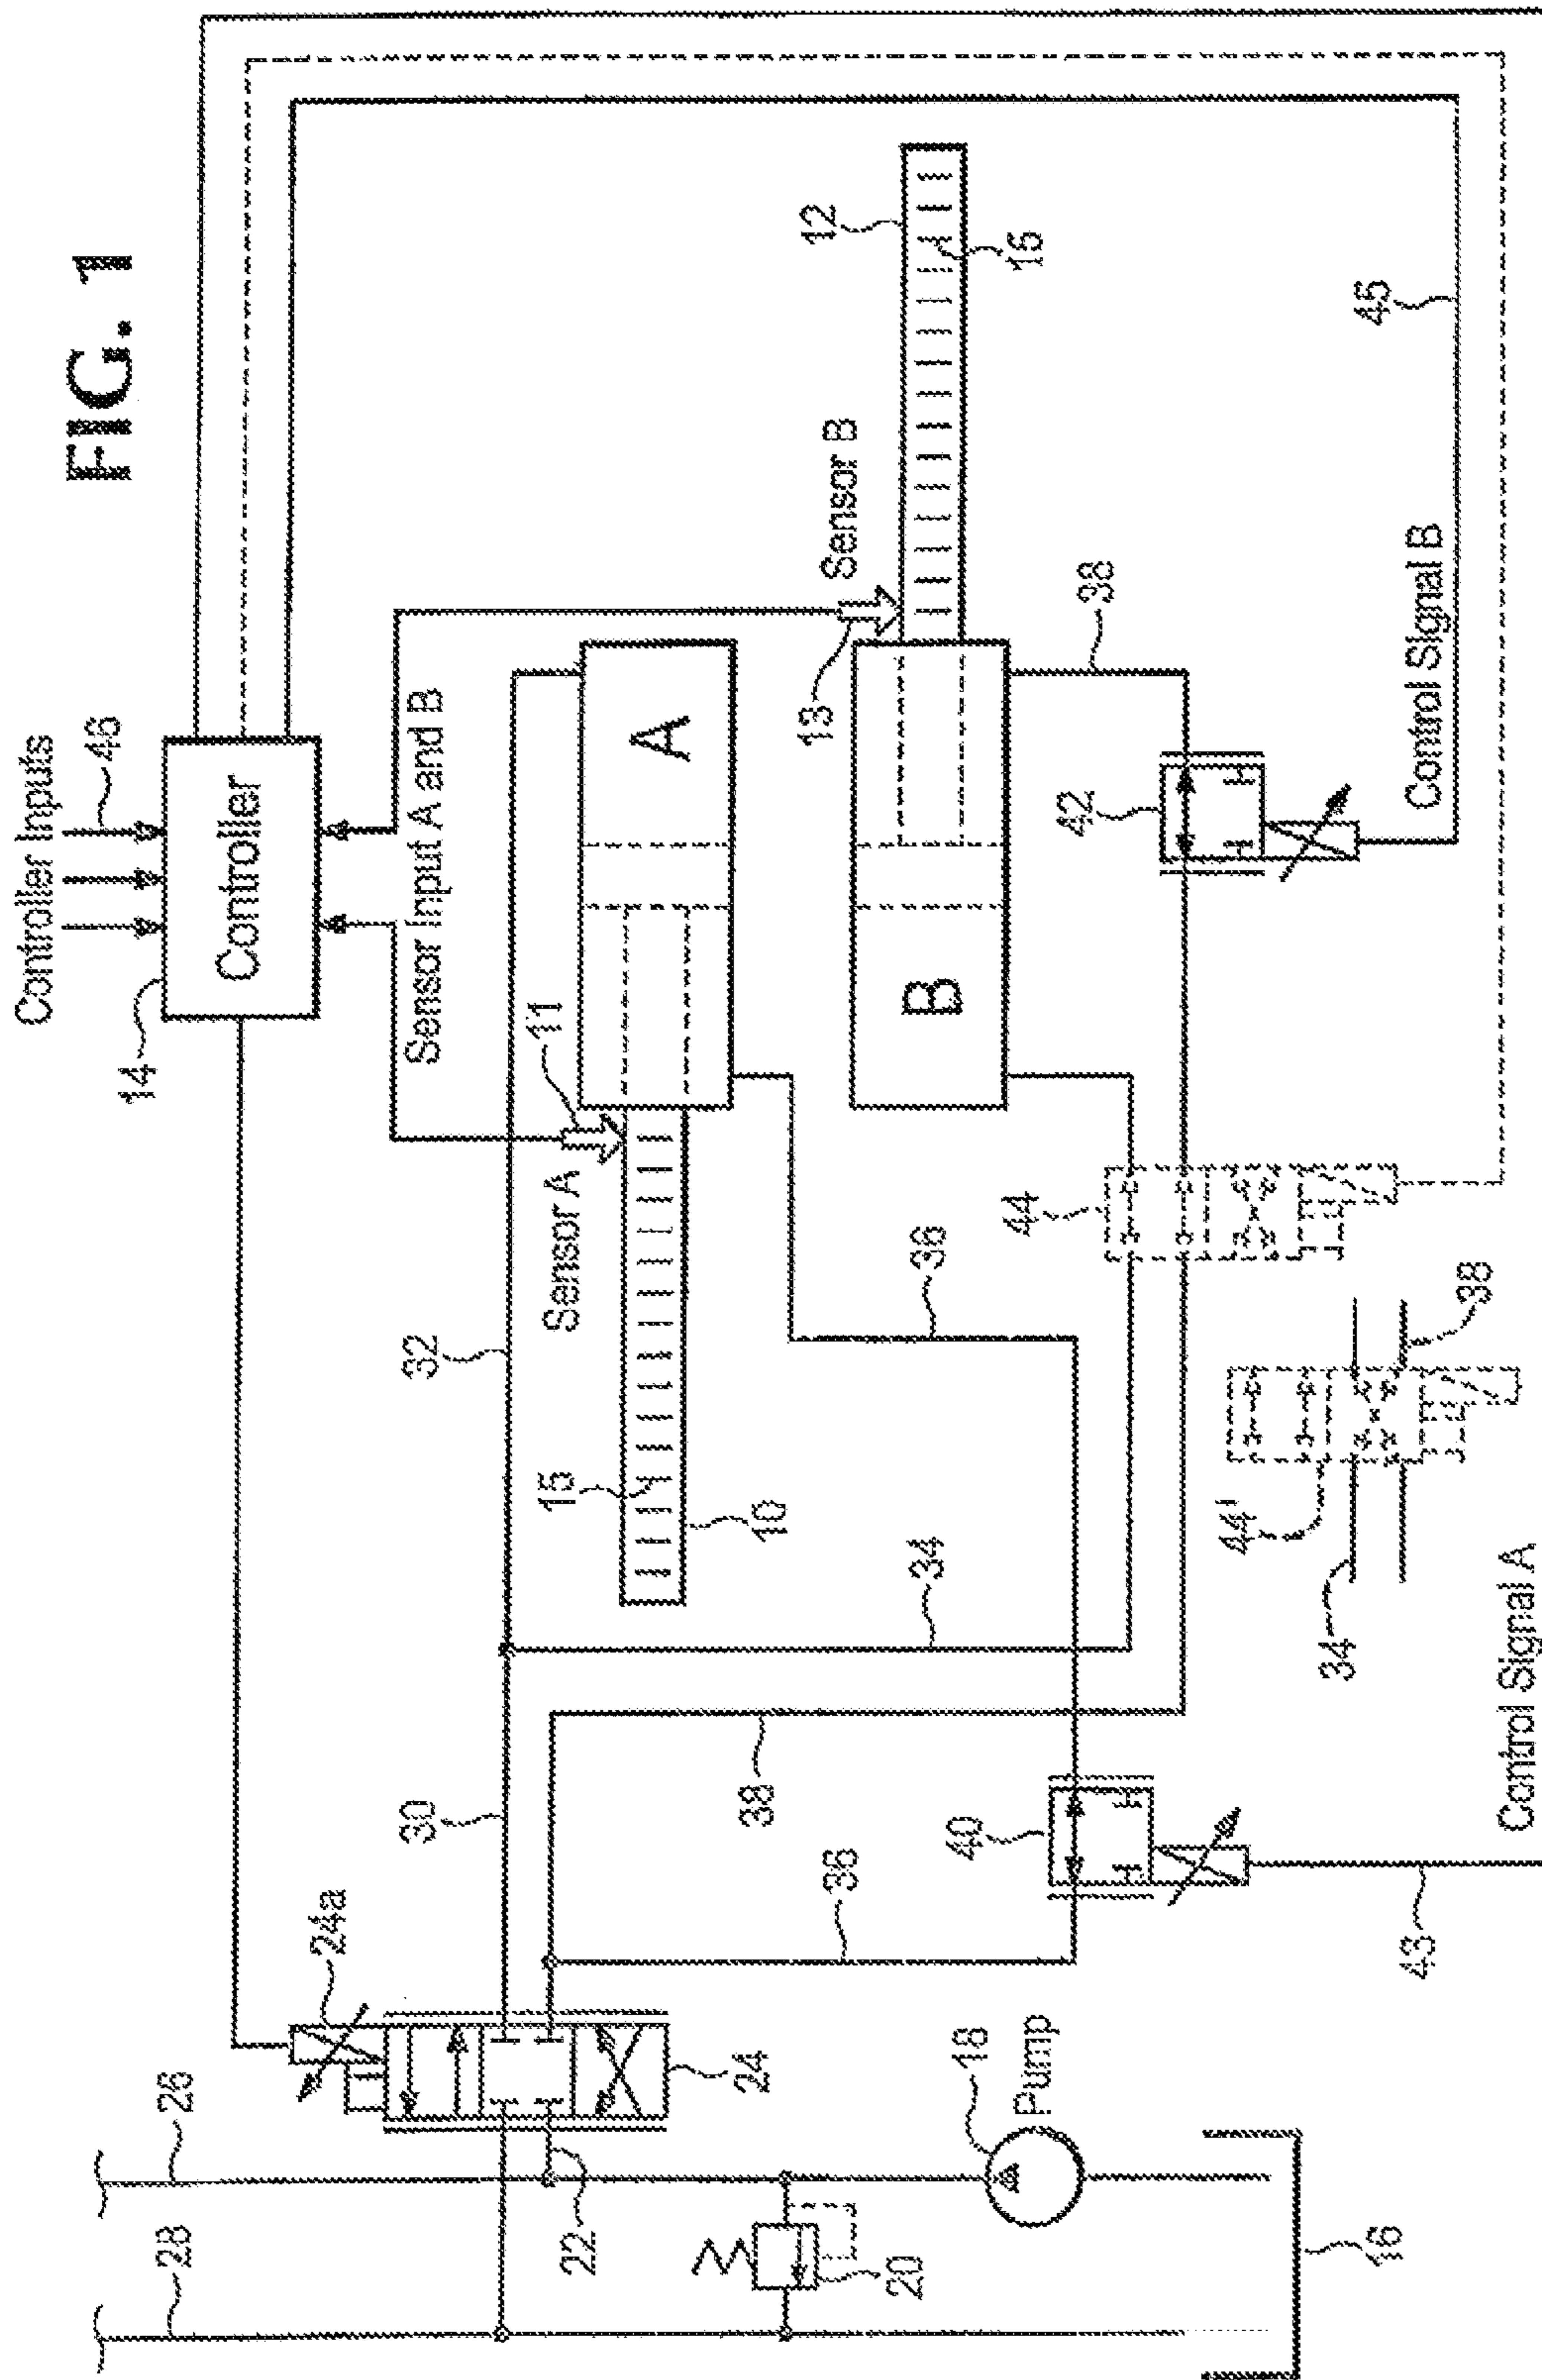 FIG. 1
Controller Inputs
46
14
Controller
Sensor Input A and B
24a
26
28
30
32
11
Sensor A
A
13
Sensor B
12
15
15
10
24
22
20
18
Pump
16
38
36
36
34
B
38
40
42
44
44'
34
38
43
45
Control Signal B
Control Signal A